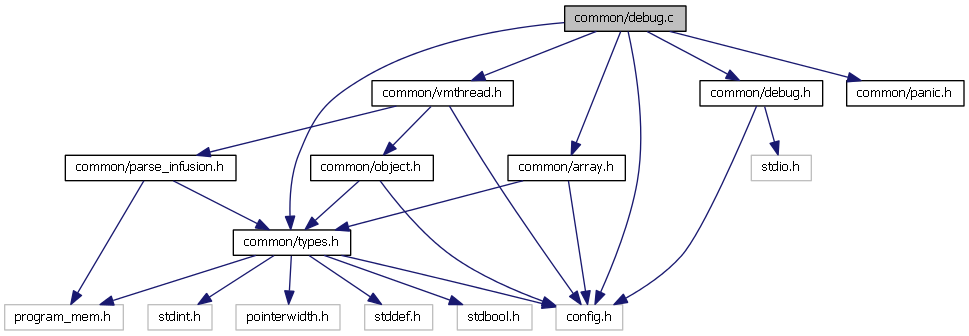 common/debug.c
common/vmthread.h
common/debug.h
common/panic.h
common/parse_infusion.h
common/object.h
common/array.h
stdio.h
common/types.h
program_mem.h
stdint.h
pointerwidth.h
stddef.h
stdbool.h
config.h